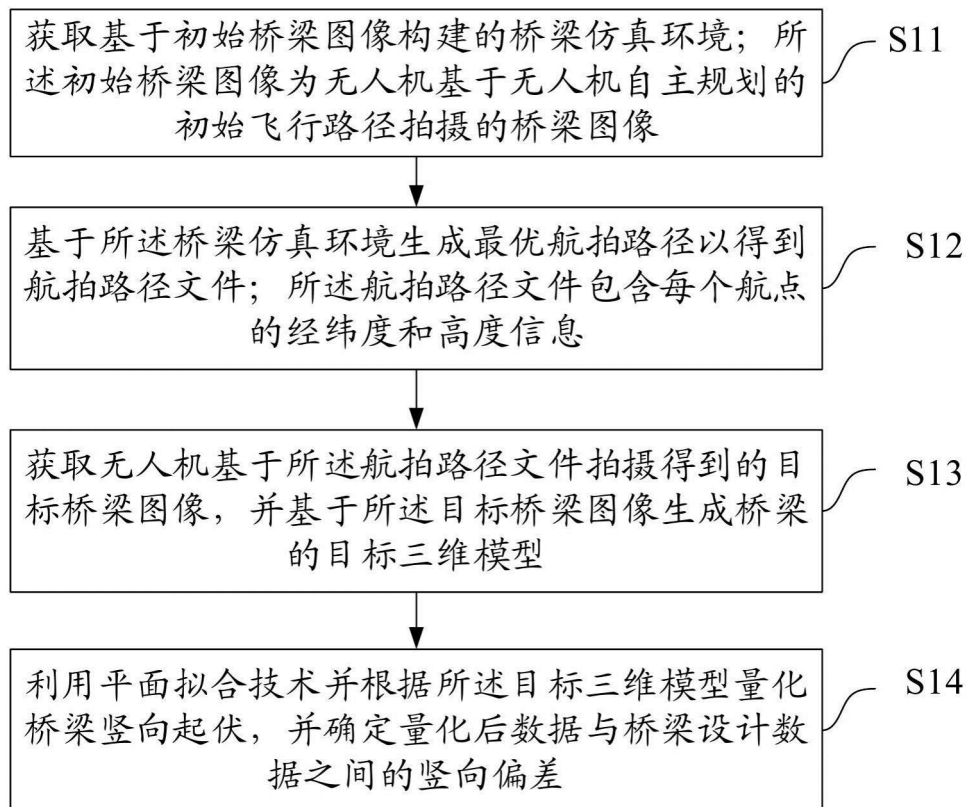 获取基于初始桥梁图像构建的桥梁仿真环境；所
述初始桥梁图像为无人机基于无人机自主规划的
初始飞行路径拍摄的桥梁图像
S11
基于所述桥梁仿真环境生成最优航拍路径以得到
航拍路径文件；所述航拍路径文件包含每个航点
的经纬度和高度信息
S12
获取无人机基于所述航拍路径文件拍摄得到的目
标桥梁图像，并基于所述目标桥梁图像生成桥梁
的目标三维模型
S13
利用平面拟合技术并根据所述目标三维模型量化
桥梁竖向起伏，并确定量化后数据与桥梁设计数
据之间的竖向偏差
S14